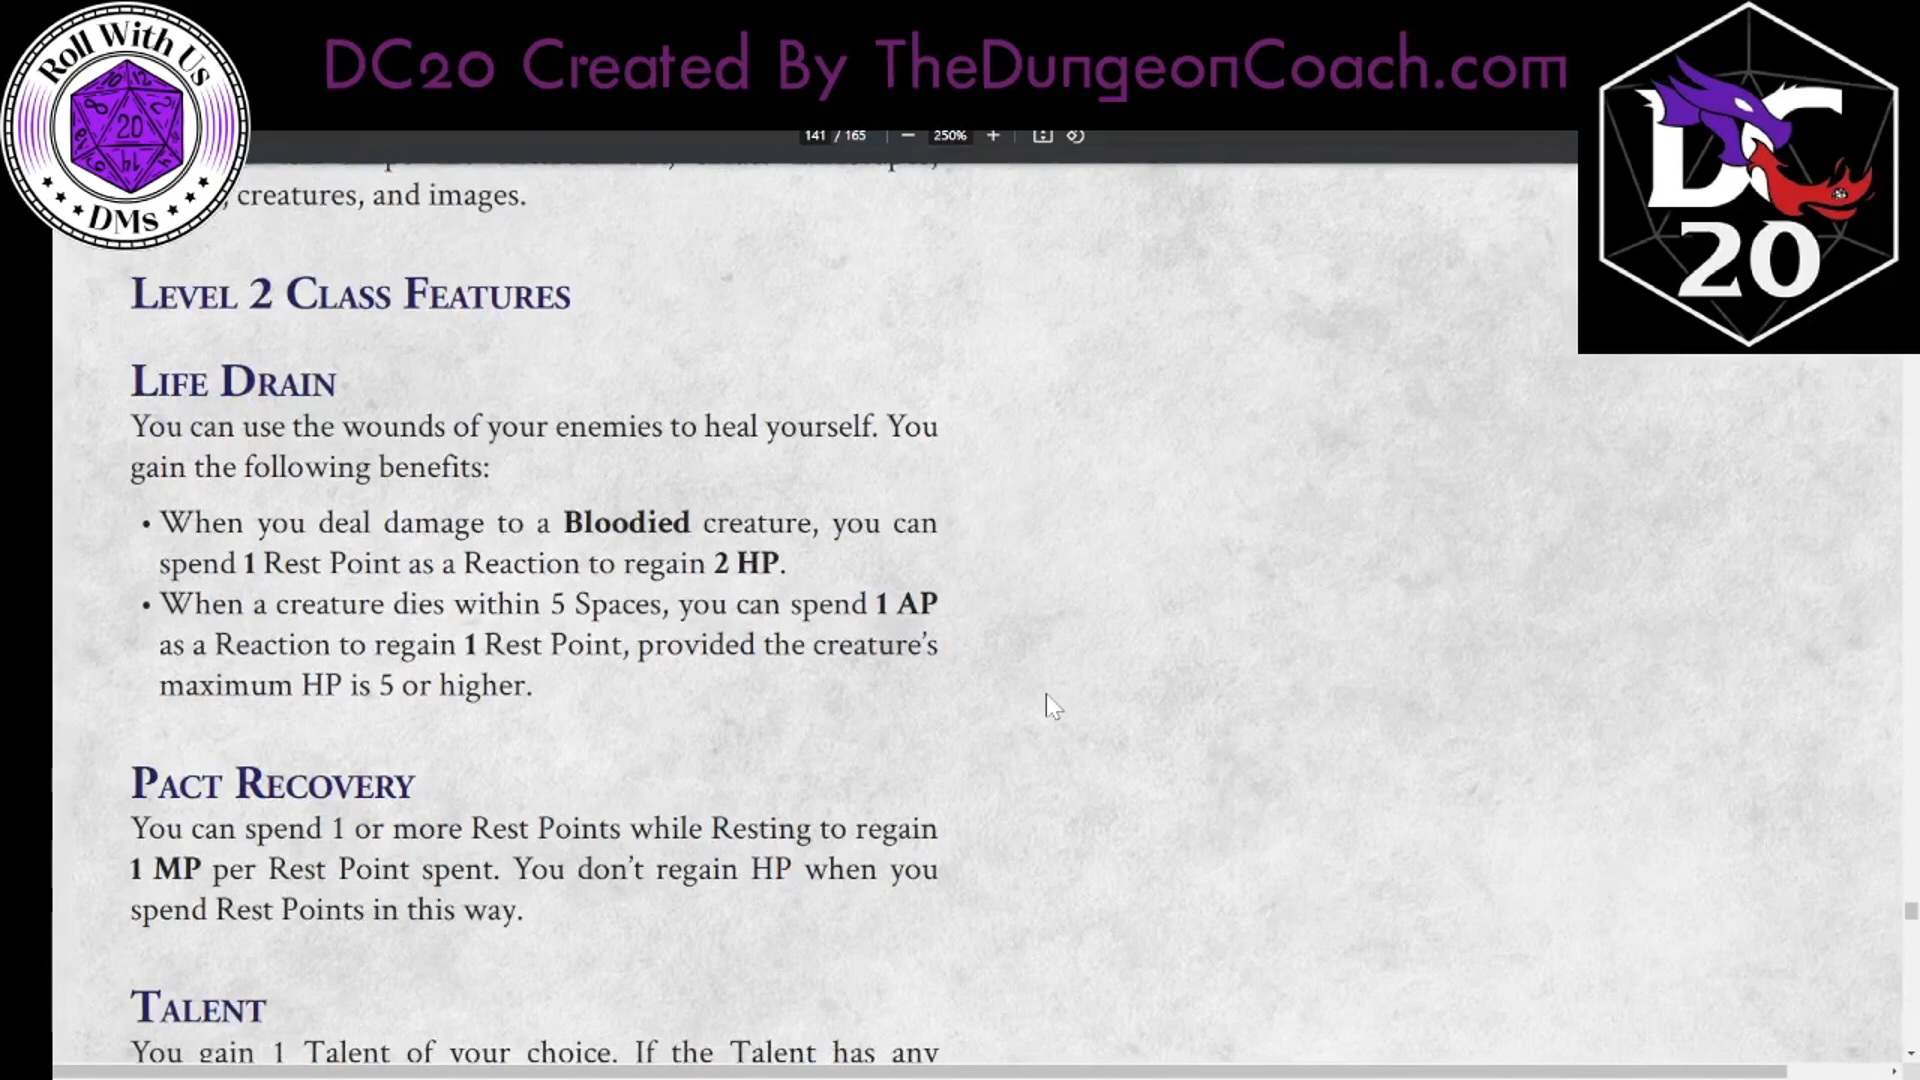 Roll With Us
20
DMs
DC20 Created By TheDungeonCoach.com
DC
20
141 / 165
250%
creatures, and images.
LEVEL 2 CLASS FEATURES
LIFE DRAIN
You can use the wounds of your enemies to heal yourself. You
gain the following benefits:
• When you deal damage to a Bloodied creature, you can
spend 1 Rest Point as a Reaction to regain 2 HP.
• When a creature dies within 5 Spaces, you can spend 1 AP
as a Reaction to regain 1 Rest Point, provided the creature's
maximum HP is 5 or higher.
PACT RECOVERY
You can spend 1 or more Rest Points while Resting to regain
1 MP per Rest Point spent. You don't regain HP when you
spend Rest Points in this way.
TALENT
You gain 1 Talent of your choice. If the Talent has any